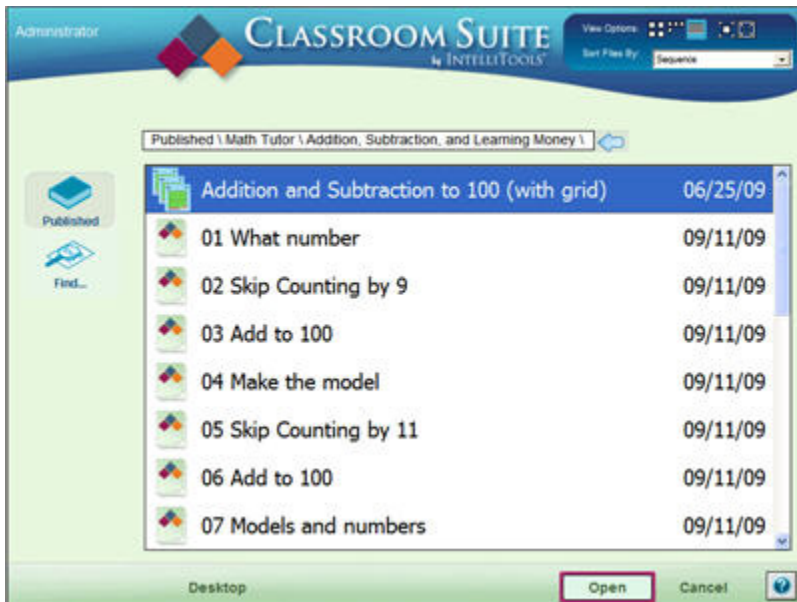 Administrator
CLASSROOM SUITE
by INTELLITOOLS®
View Options:
Sort Files By:
Sequence
Published \ Math Tutor \ Addition, Subtraction, and Learning Money \
Published
Find...
Addition and Subtraction to 100 (with grid) 06/25/09
01 What number 09/11/09
02 Skip Counting by 9 09/11/09
03 Add to 100 09/11/09
04 Make the model 09/11/09
05 Skip Counting by 11 09/11/09
06 Add to 100 09/11/09
07 Models and numbers 09/11/09
Desktop Open Cancel ?